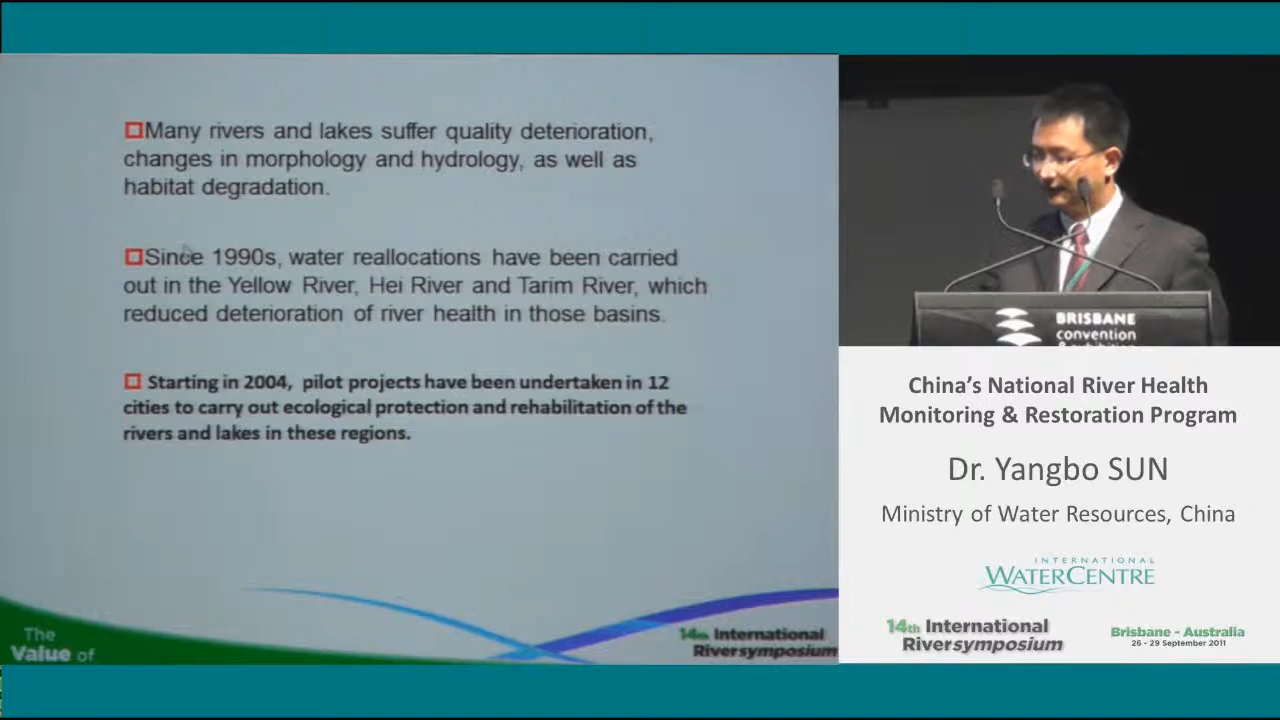 Many rivers and lakes suffer quality deterioration,
changes in morphology and hydrology, as well as
habitat degradation.
Since 1990s, water reallocations have been carried
out in the Yellow River, Hei River and Tarim River, which
reduced deterioration of river health in those basins.
Starting in 2004, pilot projects have been undertaken in 12
cities to carry out ecological protection and rehabilitation of the
rivers and lakes in these regions.
The
Value of
14th International
Riversymposium
BRISBANE
convention
& exhibition
China's National River Health
Monitoring & Restoration Program
Dr. Yangbo SUN
Ministry of Water Resources, China
INTERNATIONAL
WATERCENTRE
14th International
Riversymposium
Brisbane - Australia
26 - 29 September 2011